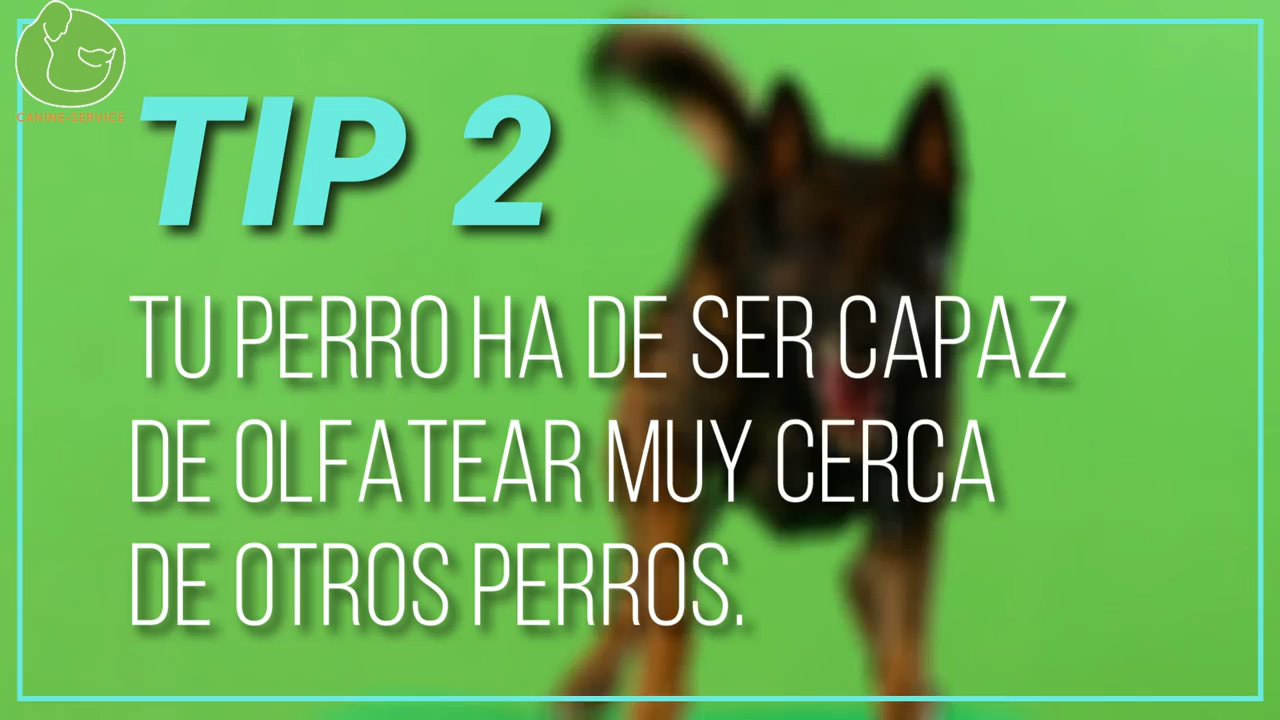 CANINE SERVICE
TIP 2
TU PERRO HA DE SER CAPAZ
DE OLFATEAR MUY CERCA
DE OTROS PERROS.